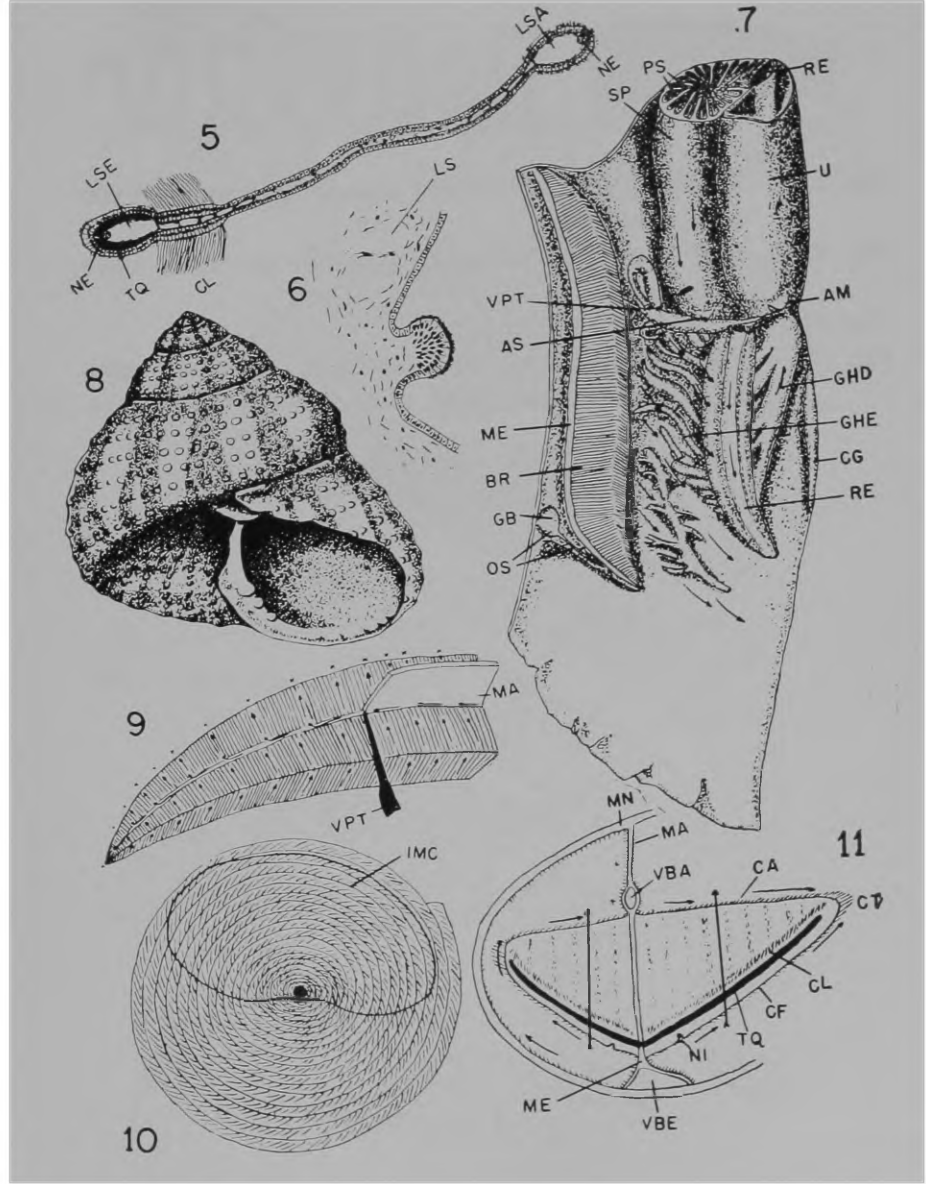 5
LSA
NE
LSE
NE
TQ
CL
6
LS
.7
PS
RE
SP
U
VPT
AM
AS
GHD
ME
GHE
BR
CG
GB
RE
OS
8
9
MA
VPT
10
IMC
11
MN
MA
VBA
CA
CL
CF
TQ
NI
ME
VBE